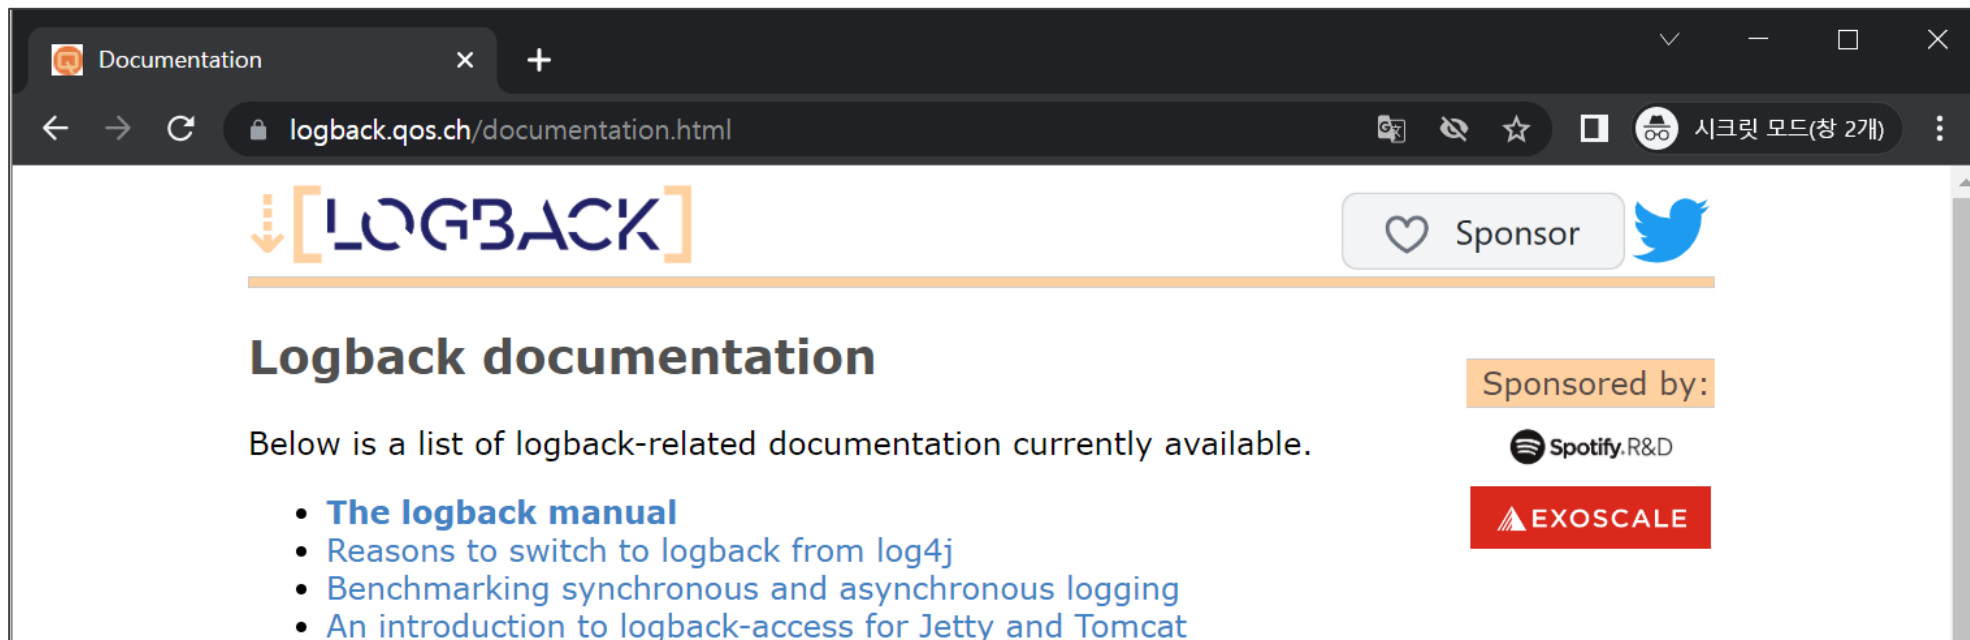 Documentation
logback.qos.ch/documentation.html
시크릿 모드(창 2개)
LOGBACK
Sponsor
Logback documentation
Sponsored by:
Below is a list of logback-related documentation currently available.
Spotify.R&D
The logback manual
EXOSCALE
Reasons to switch to logback from log4j
Benchmarking synchronous and asynchronous logging
An introduction to logback-access for Jetty and Tomcat